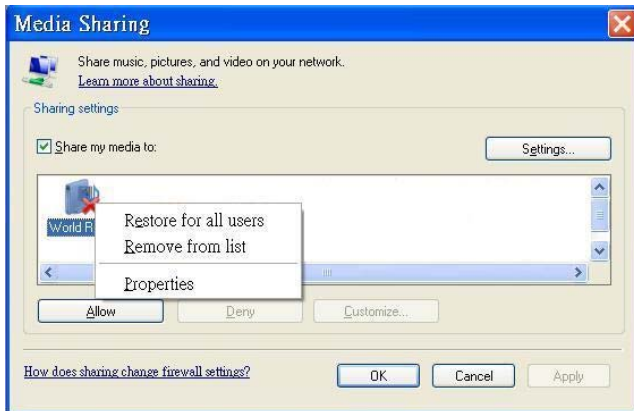 Media Sharing
Share music, pictures, and video on your network.
Learn more about sharing.
Sharing settings
Share my media to:
Settings...
World R
Restore for all users
Remove from list
Properties
Allow
Deny
Customize...
How does sharing change firewall settings?
OK
Cancel
Apply